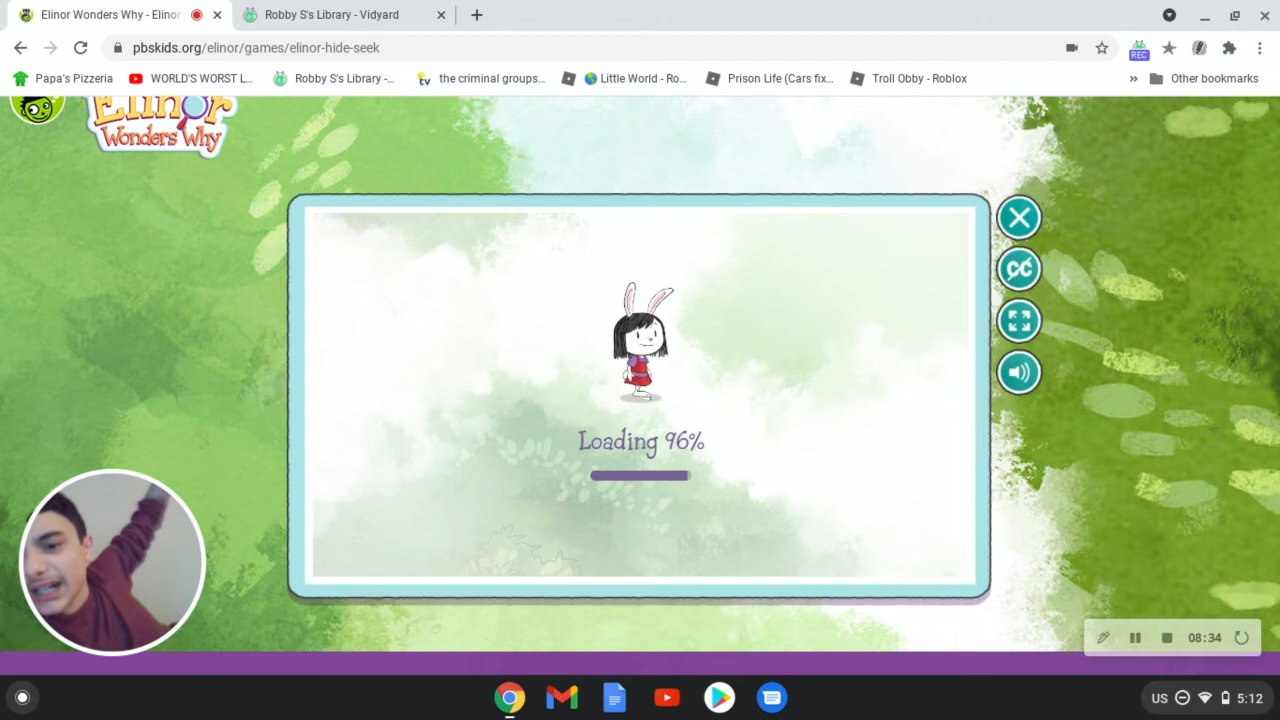 Elinor Wonders Why - Elinor
Robby S's Library - Vidyard
pbskids.org/elinor/games/elinor-hide-seek
REC
Papa's Pizzeria
WORLD'S WORST L...
Robby S's Library -...
tv
the criminal groups...
Little World - Ro...
Prison Life (Cars fix...
Troll Obby - Roblox
»
Other bookmarks
Elinor
Wonders Why
CC
Loading 96%
08:34
US
5:12